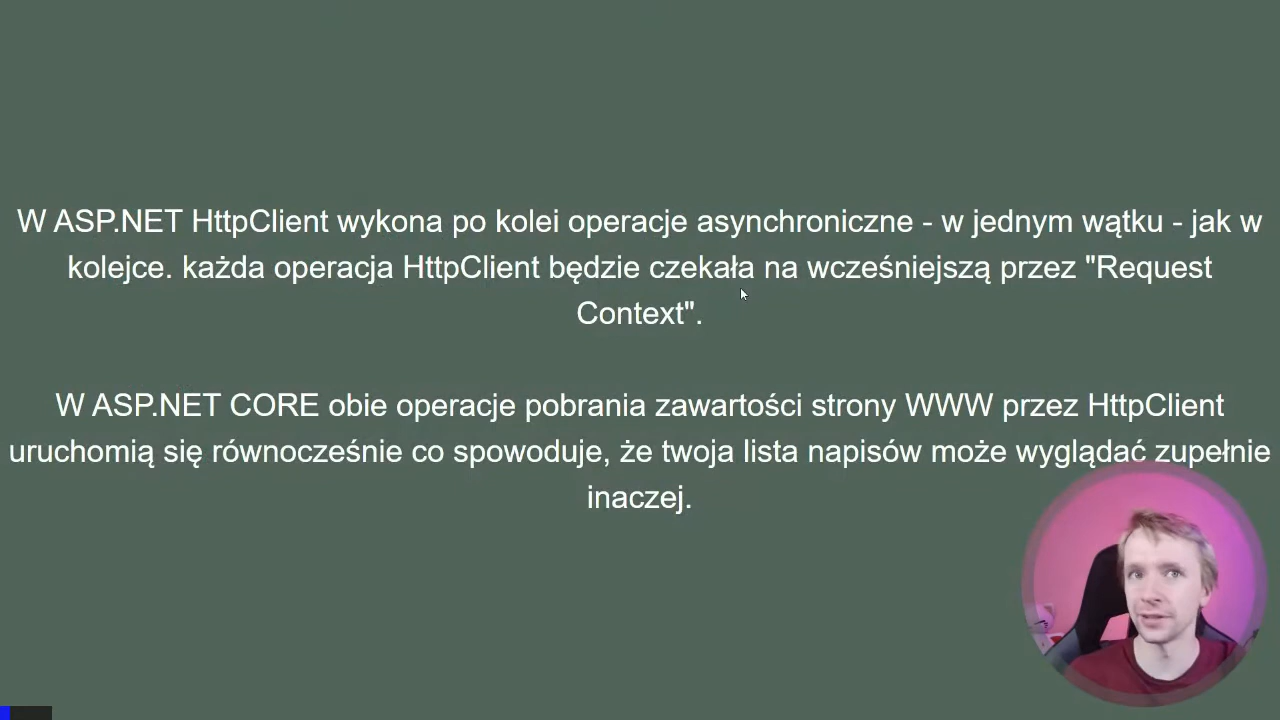 W ASP.NET HttpClient wykona po kolei operacje asynchroniczne - w jednym wątku - jak w
kolejce. każda operacja HttpClient będzie czekała na wcześniejszą przez "Request
Context".
W ASP.NET CORE obie operacje pobrania zawartości strony WWW przez HttpClient
uruchomią się równocześnie co spowoduje, że twoja lista napisów może wyglądać zupełnie
inaczej.